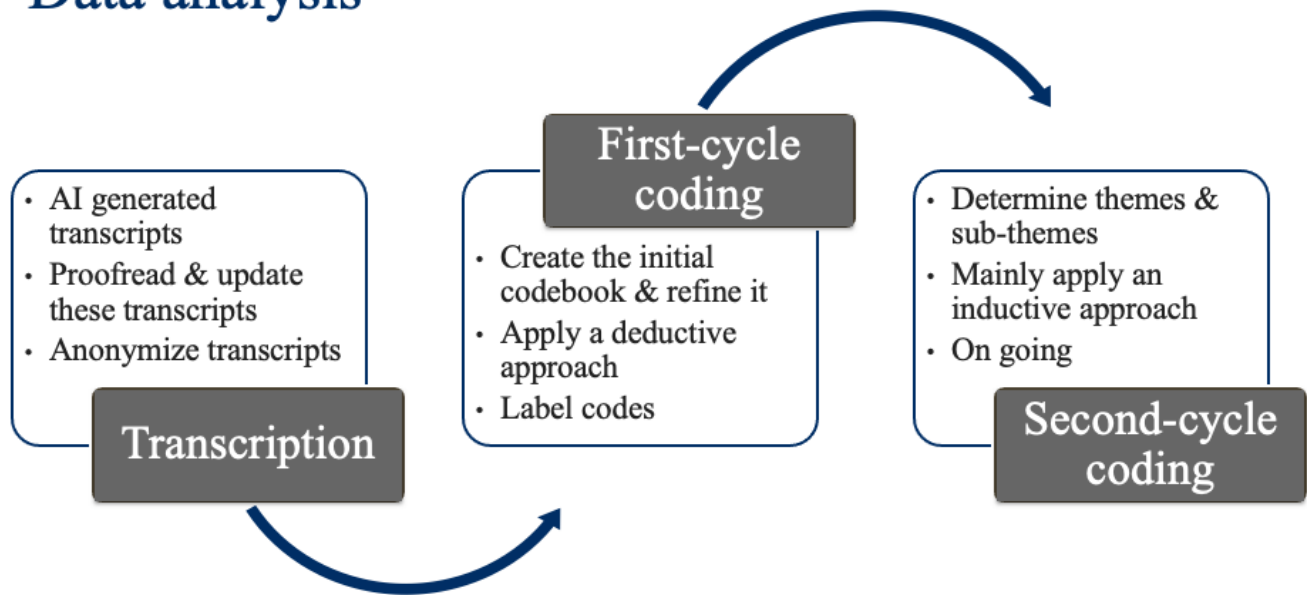 Data analysis
• AI generated
transcripts
• Proofread & update
these transcripts
• Anonymize transcripts
Transcription
First-cycle
coding
• Create the initial
codebook & refine it
• Apply a deductive
approach
• Label codes
• Determine themes &
sub-themes
• Mainly apply an
inductive approach
• On going
Second-cycle
coding